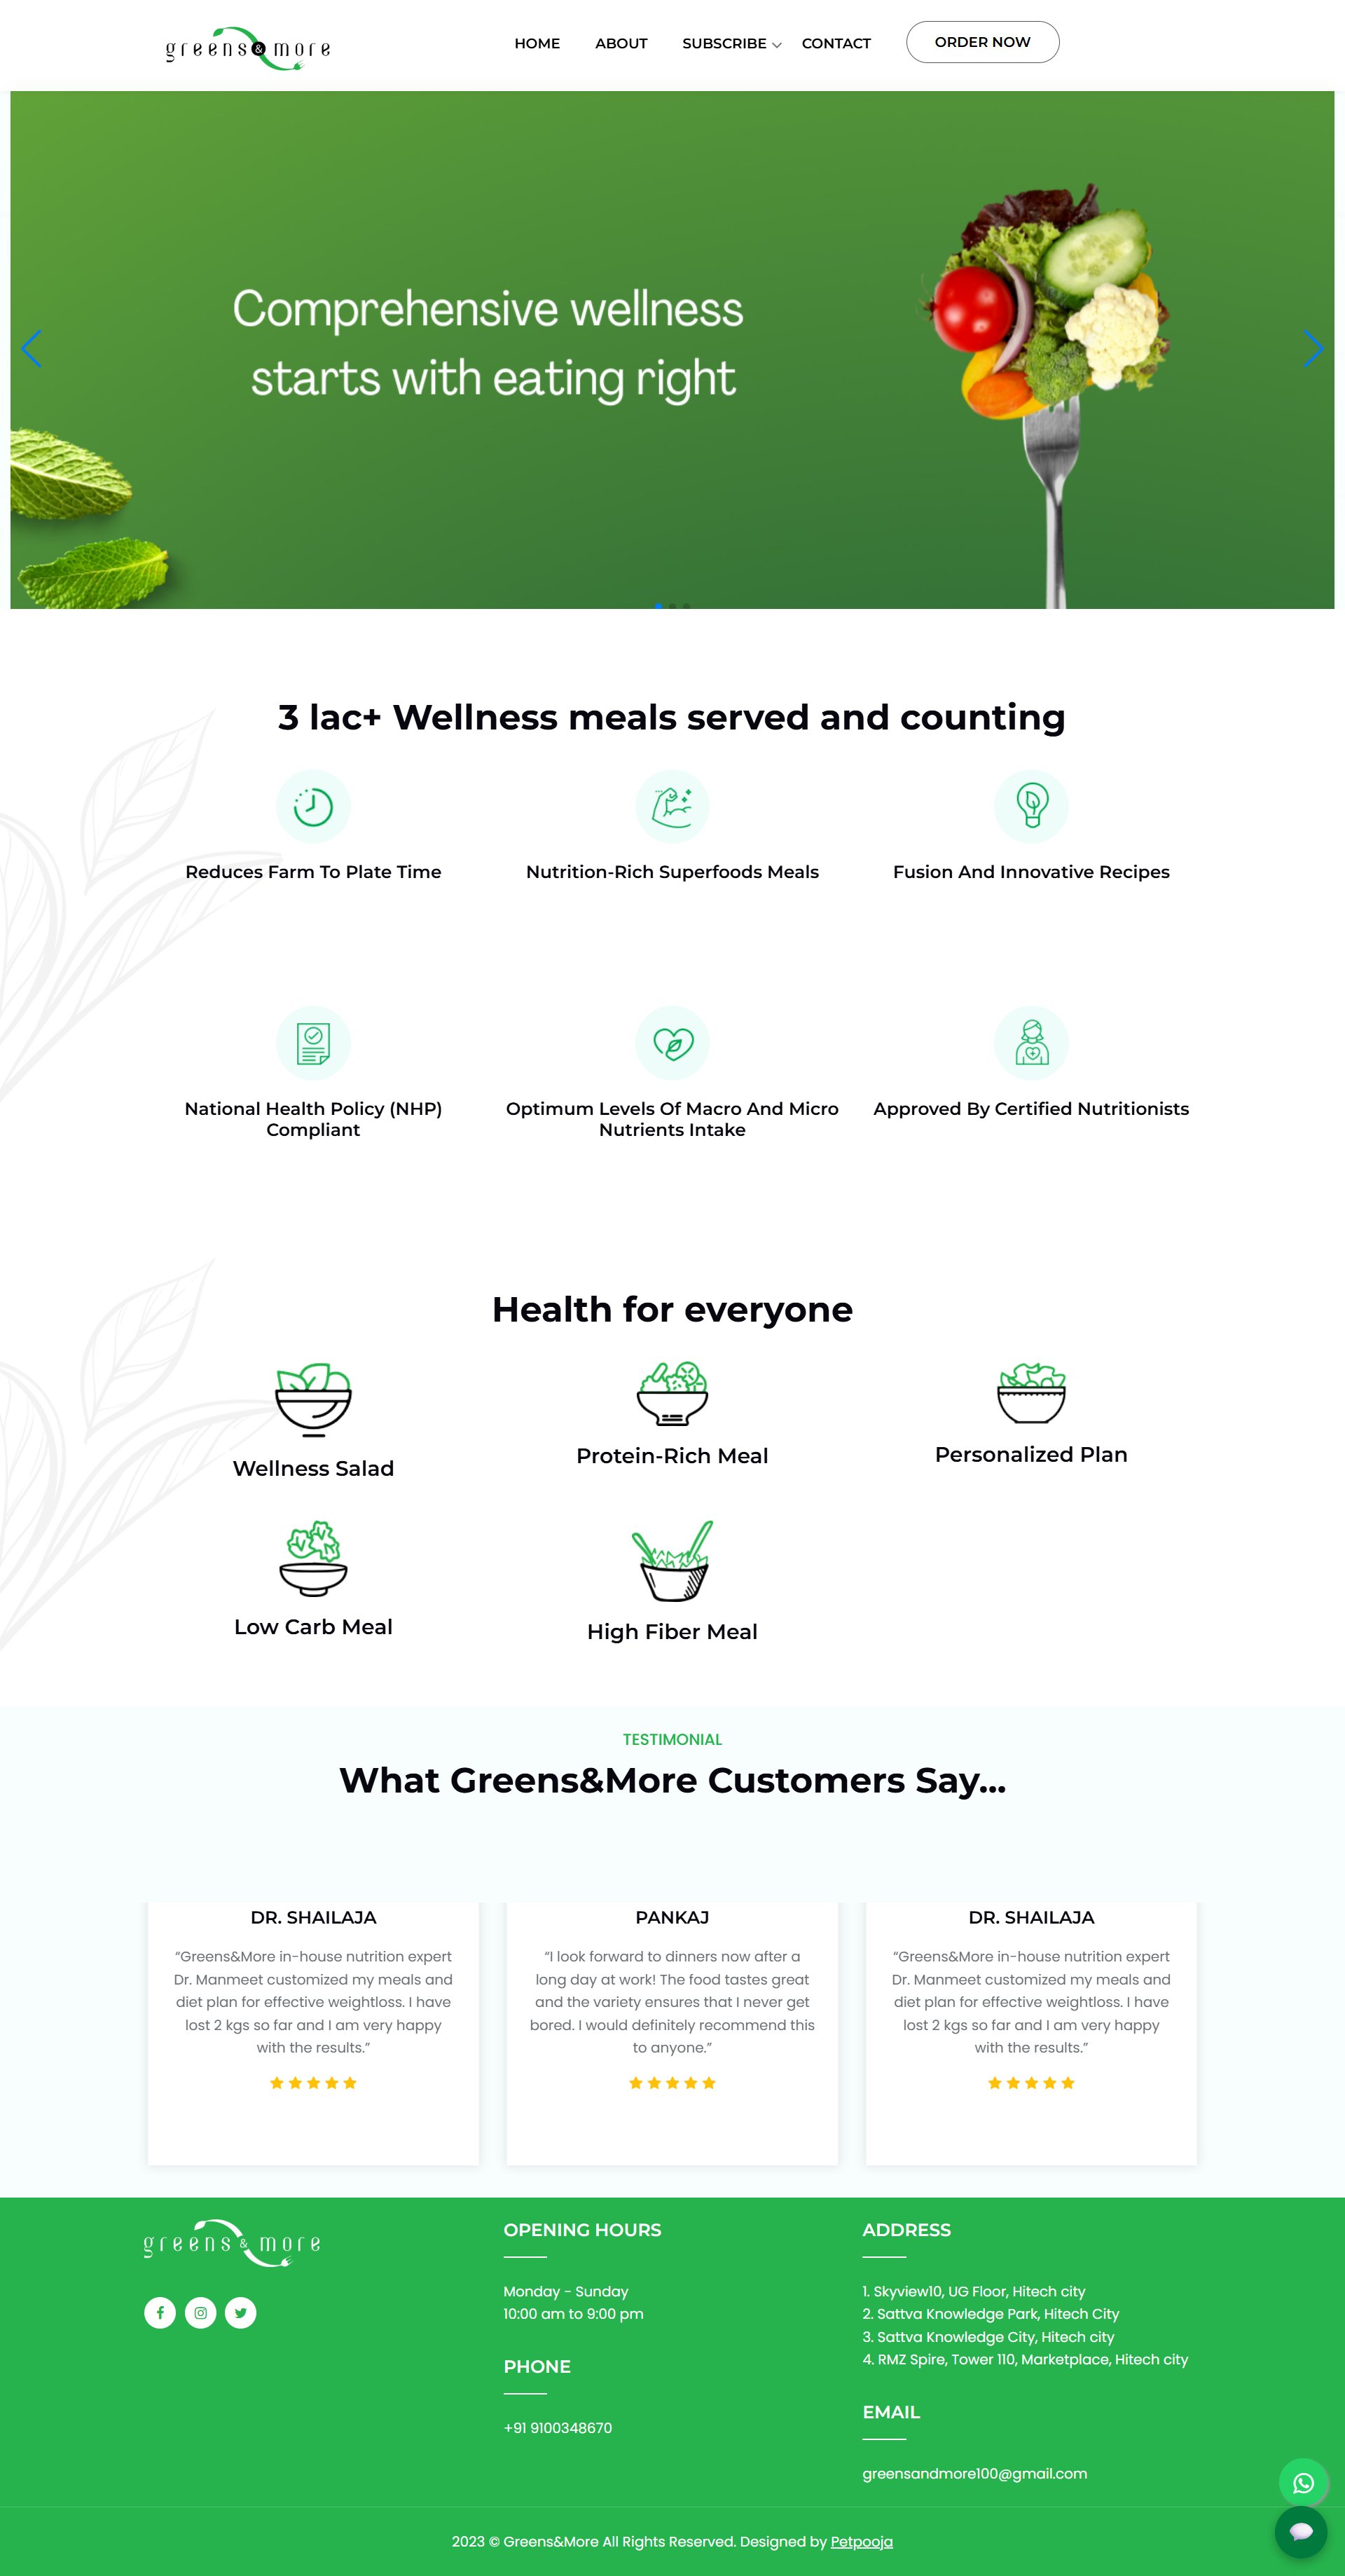 greens & more
HOME
ABOUT
SUBSCRIBE
CONTACT
ORDER NOW
Comprehensive wellness
starts with eating right
3 lac+ Wellness meals served and counting
Reduces Farm To Plate Time
Nutrition-Rich Superfoods Meals
Fusion And Innovative Recipes
National Health Policy (NHP)
Compliant
Optimum Levels Of Macro And Micro
Nutrients Intake
Approved By Certified Nutritionists
Health for everyone
Wellness Salad
Protein-Rich Meal
Personalized Plan
Low Carb Meal
High Fiber Meal
TESTIMONIAL
What Greens&More Customers Say...
DR. SHAILAJA
“Greens&More in-house nutrition expert
Dr. Manmeet customized my meals and
diet plan for effective weightloss. I have
lost 2 kgs so far and I am very happy
with the results.”
PANKAJ
“I look forward to dinners now after a
long day at work! The food tastes great
and the variety ensures that I never get
bored. I would definitely recommend this
to anyone.”
DR. SHAILAJA
“Greens&More in-house nutrition expert
Dr. Manmeet customized my meals and
diet plan for effective weightloss. I have
lost 2 kgs so far and I am very happy
with the results.”
greens & more
OPENING HOURS
Monday - Sunday
10:00 am to 9:00 pm
PHONE
+91 9100348670
ADDRESS
1. Skyview10, UG Floor, Hitech city
2. Sattva Knowledge Park, Hitech City
3. Sattva Knowledge City, Hitech city
4. RMZ Spire, Tower 110, Marketplace, Hitech city
EMAIL
greensandmore100@gmail.com
2023 © Greens&More All Rights Reserved. Designed by Petpooja